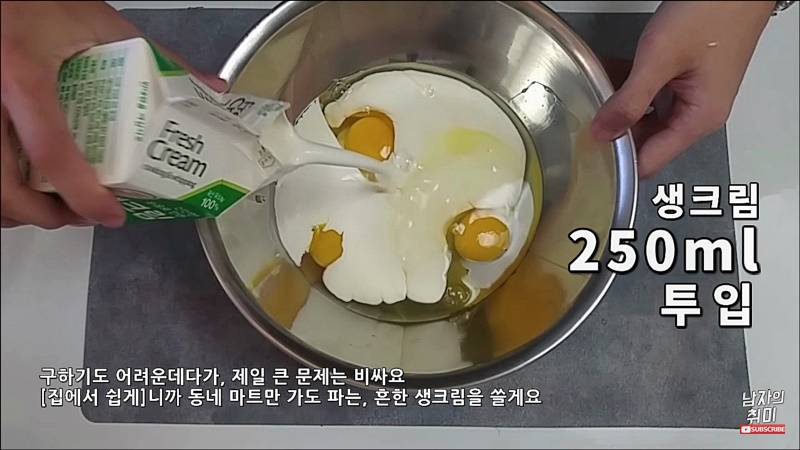 Fresh
Cream
100%
생크림
250ml
투입
구하기도 어려운데다가, 제일 큰 문제는 비싸요
[집에서 쉽게]니까 동네 마트만 가도 파는, 흔한 생크림을 쓸게요
남자의
취미
SUBSCRIBE